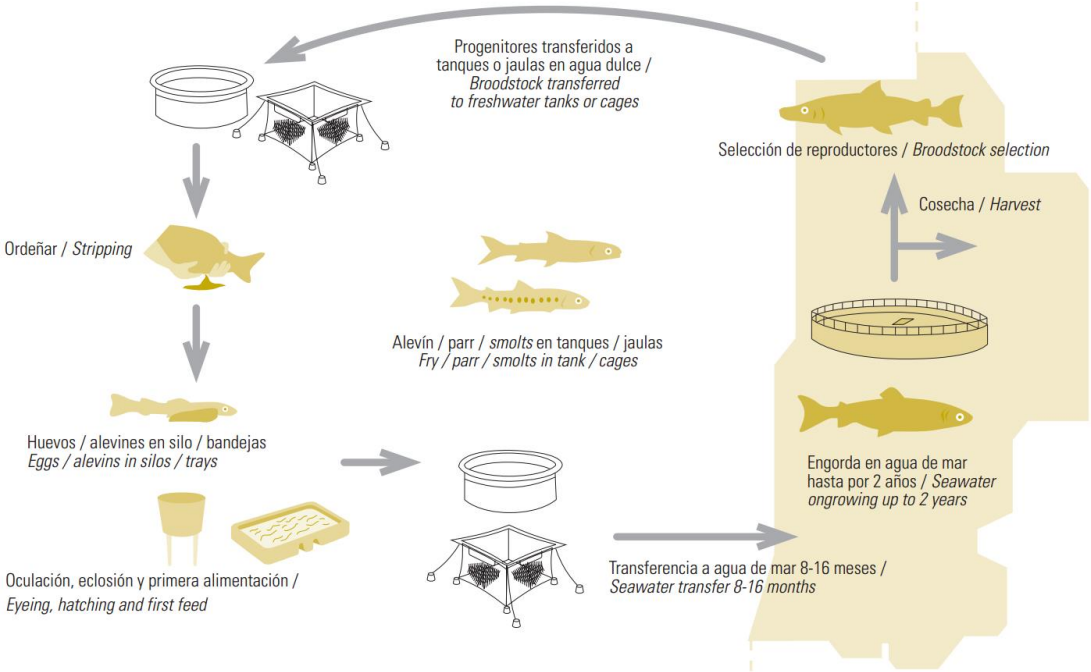 Progenitores transferidos a
tanques o jaulas en agua dulce /
Broodstock transferred
to freshwater tanks or cages
Selección de reproductores / Broodstock selection
Cosecha / Harvest
Ordeñar / Stripping
Alevín / parr / smolts en tanques / jaulas
Fry / parr / smolts in tank / cages
Huevos / alevines en silo / bandejas
Eggs / alevins in silos / trays
Engorda en agua de mar
hasta por 2 años / Seawater
ongrowing up to 2 years
Oculación, eclosión y primera alimentación /
Eyeing, hatching and first feed
Transferencia a agua de mar 8-16 meses /
Seawater transfer 8-16 months